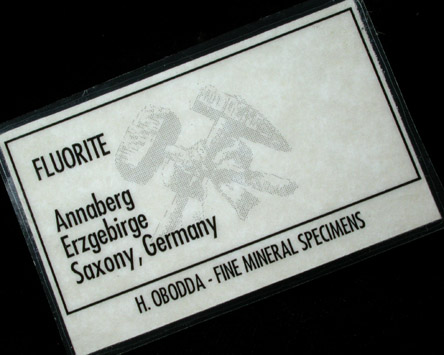 FLUORITE
Annaberg
Erzgebirge
Saxony, Germany
H. OBODDA - FINE MINERAL SPECIMENS